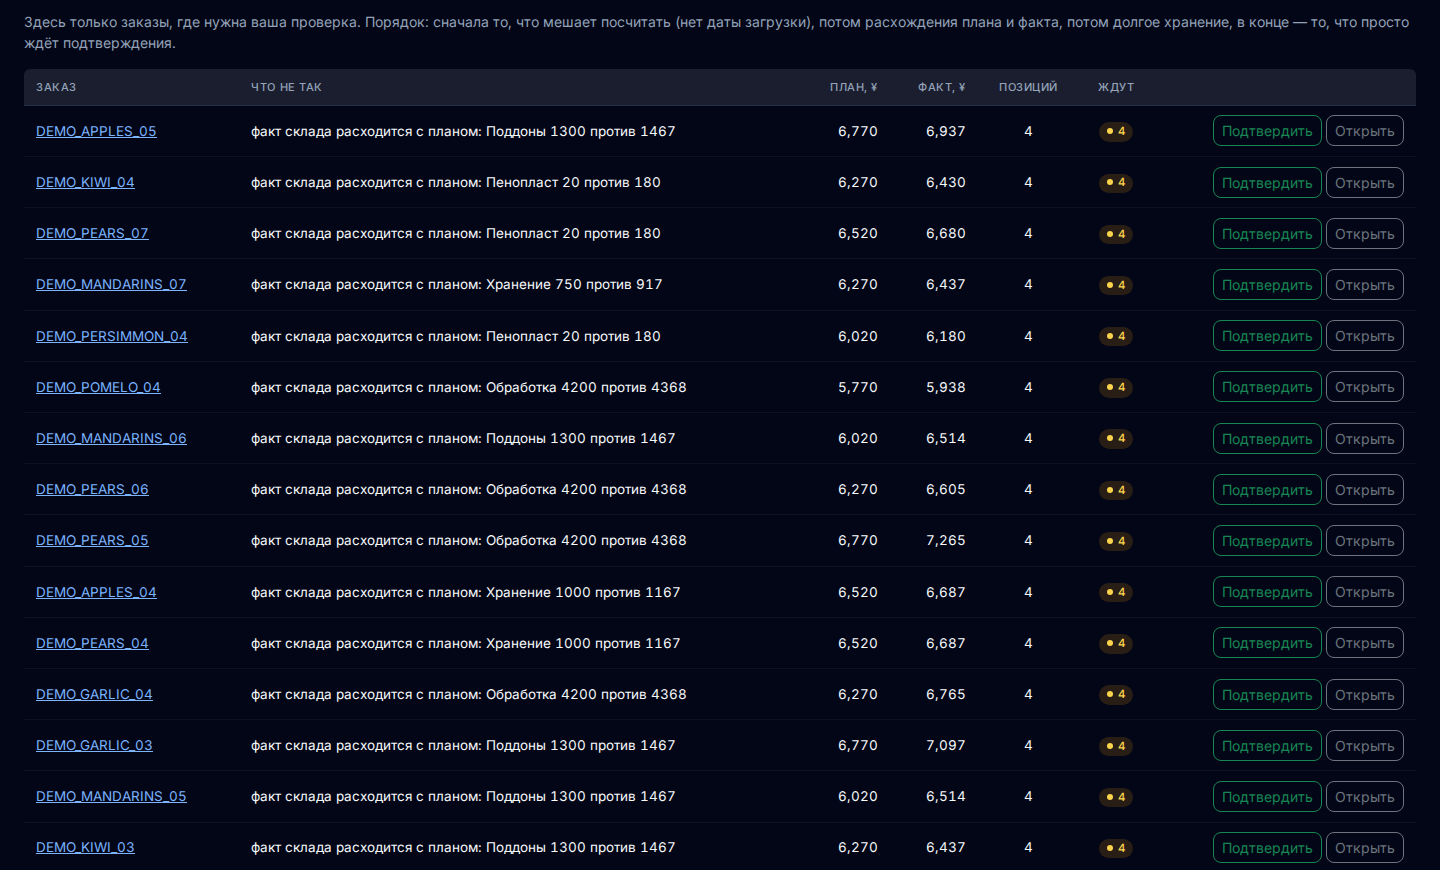 Здесь только заказы, где нужна ваша проверка. Порядок: сначала то, что мешает посчитать (нет даты загрузки), потом расхождения плана и факта, потом долгое хранение, в конце — то, что просто
ждёт подтверждения.
ЗАКАЗ ЧТО НЕ ТАК ПЛАН, ¥ ФАКТ, ¥ ПОЗИЦИЙ ЖДУТ
DEMO_APPLES_05 факт склада расходится с планом: Поддоны 1300 против 1467 6,770 6,937 4 4 Подтвердить Открыть
DEMO_KIWI_04 факт склада расходится с планом: Пенопласт 20 против 180 6,270 6,430 4 4 Подтвердить Открыть
DEMO_PEARS_07 факт склада расходится с планом: Пенопласт 20 против 180 6,520 6,680 4 4 Подтвердить Открыть
DEMO_MANDARINS_07 факт склада расходится с планом: Хранение 750 против 917 6,270 6,437 4 4 Подтвердить Открыть
DEMO_PERSIMMON_04 факт склада расходится с планом: Пенопласт 20 против 180 6,020 6,180 4 4 Подтвердить Открыть
DEMO_POMELO_04 факт склада расходится с планом: Обработка 4200 против 4368 5,770 5,938 4 4 Подтвердить Открыть
DEMO_MANDARINS_06 факт склада расходится с планом: Поддоны 1300 против 1467 6,020 6,514 4 4 Подтвердить Открыть
DEMO_PEARS_06 факт склада расходится с планом: Обработка 4200 против 4368 6,270 6,605 4 4 Подтвердить Открыть
DEMO_PEARS_05 факт склада расходится с планом: Обработка 4200 против 4368 6,770 7,265 4 4 Подтвердить Открыть
DEMO_APPLES_04 факт склада расходится с планом: Хранение 1000 против 1167 6,520 6,687 4 4 Подтвердить Открыть
DEMO_PEARS_04 факт склада расходится с планом: Хранение 1000 против 1167 6,520 6,687 4 4 Подтвердить Открыть
DEMO_GARLIC_04 факт склада расходится с планом: Обработка 4200 против 4368 6,270 6,765 4 4 Подтвердить Открыть
DEMO_GARLIC_03 факт склада расходится с планом: Поддоны 1300 против 1467 6,770 7,097 4 4 Подтвердить Открыть
DEMO_MANDARINS_05 факт склада расходится с планом: Поддоны 1300 против 1467 6,020 6,514 4 4 Подтвердить Открыть
DEMO_KIWI_03 факт склада расходится с планом: Поддоны 1300 против 1467 6,270 6,437 4 4 Подтвердить Открыть